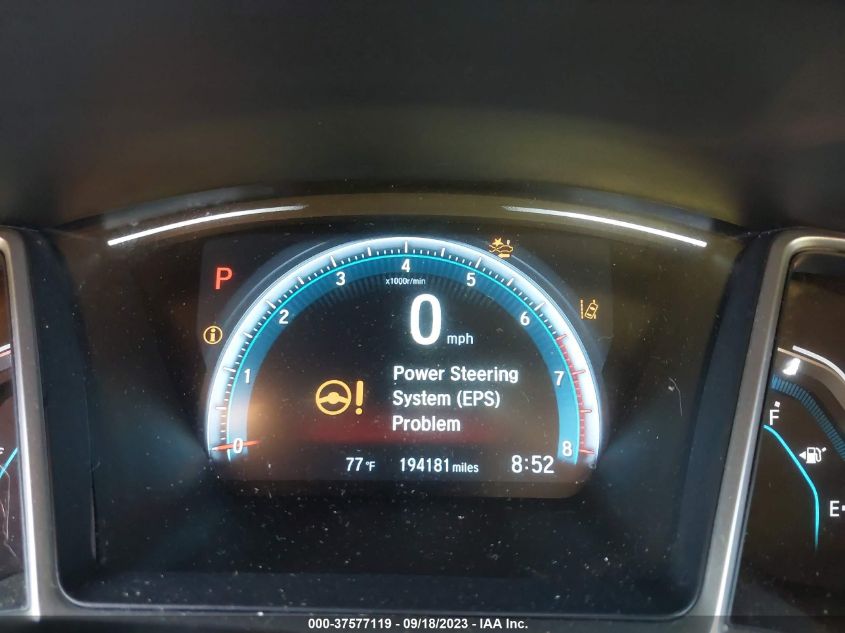 P
0
1
2
3
4
5
6
7
8
x1000r/min
0 mph
Power Steering
System (EPS)
Problem
77°F
194181 miles
8:52
F
E
000-37577119 - 09/18/2023 - IAA Inc.